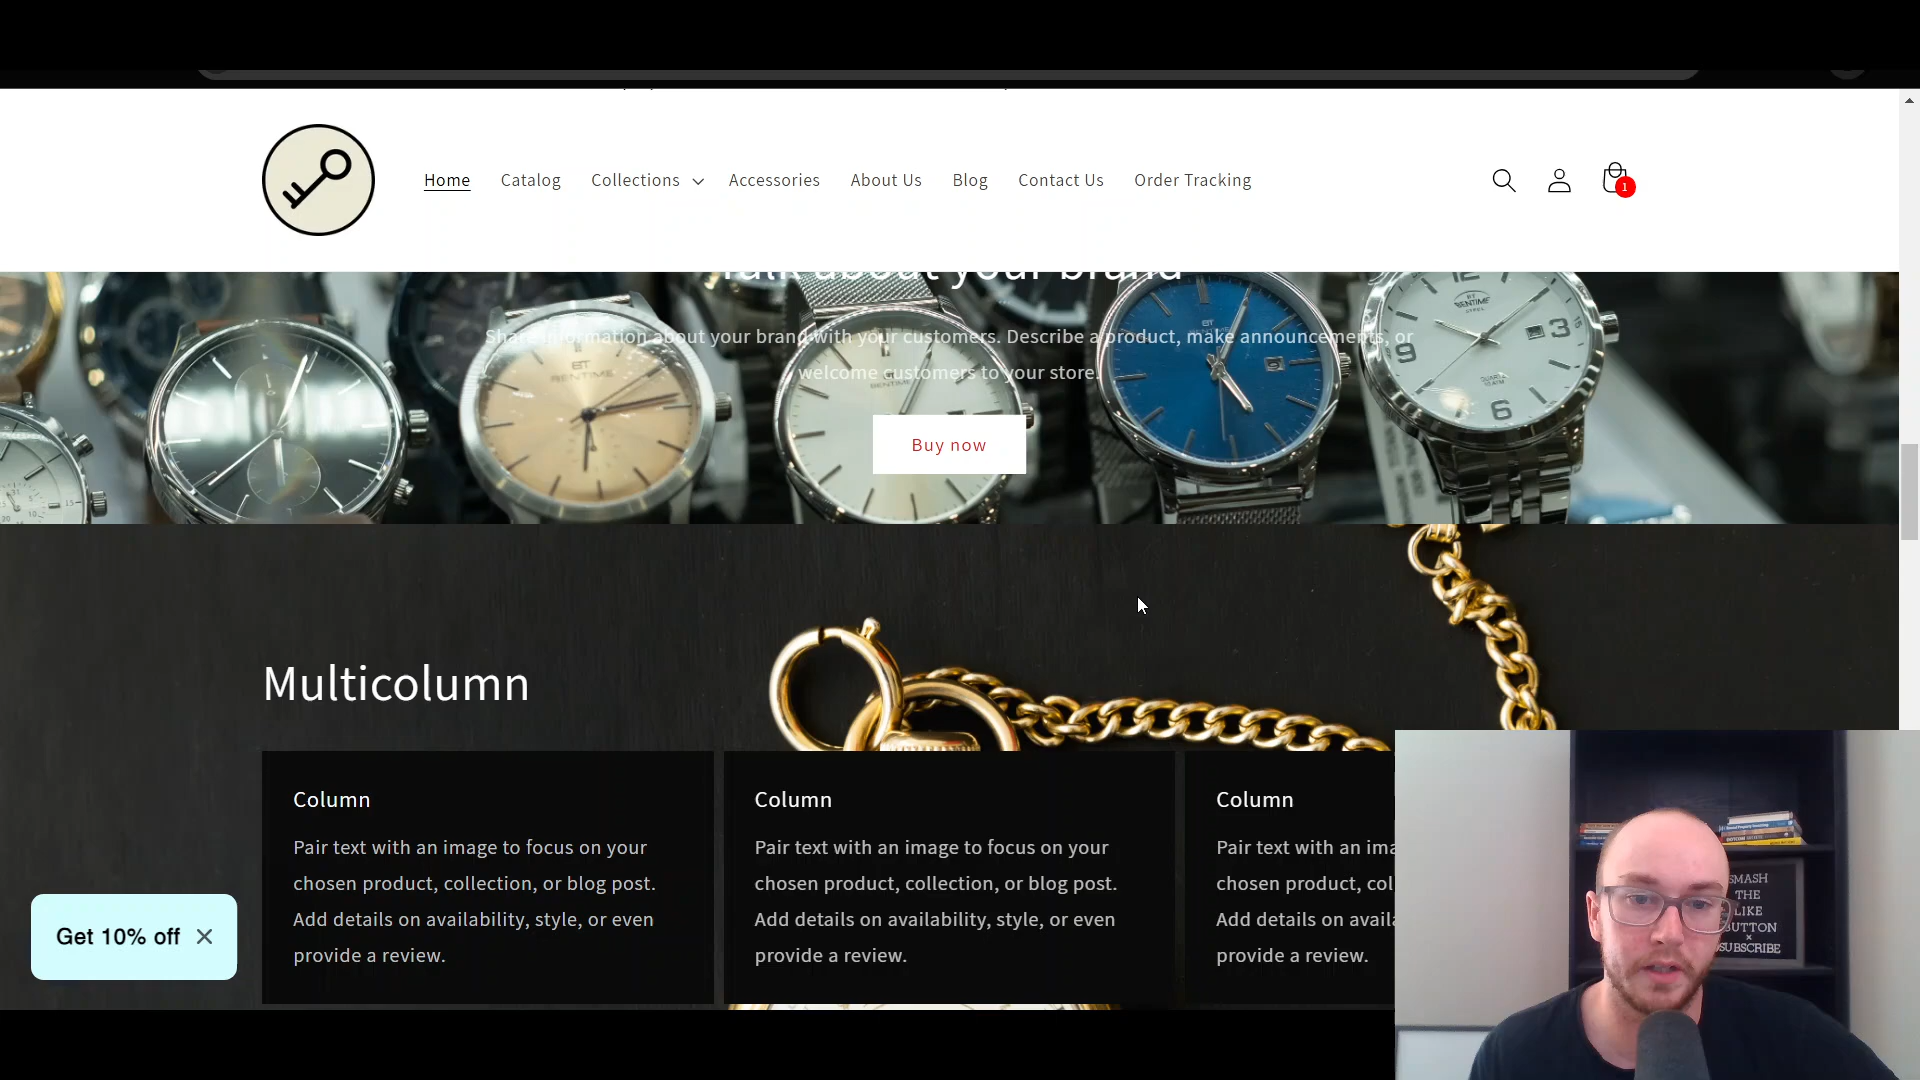 Home
Catalog
Collections
Accessories
About Us
Blog
Contact Us
Order Tracking
1
Talk about your brand
Share information about your brand with your customers. Describe a product, make announcements, or
welcome customers to your store.
Buy now
Multicolumn
Column
Pair text with an image to focus on your
chosen product, collection, or blog post.
Add details on availability, style, or even
provide a review.
Column
Pair text with an image to focus on your
chosen product, collection, or blog post.
Add details on availability, style, or even
provide a review.
Column
Pair text with an ima
chosen product, col
Add details on availa
provide a review.
Get 10% off
SMASH
THE
LIKE
BUTTON
×
SUBSCRIBE